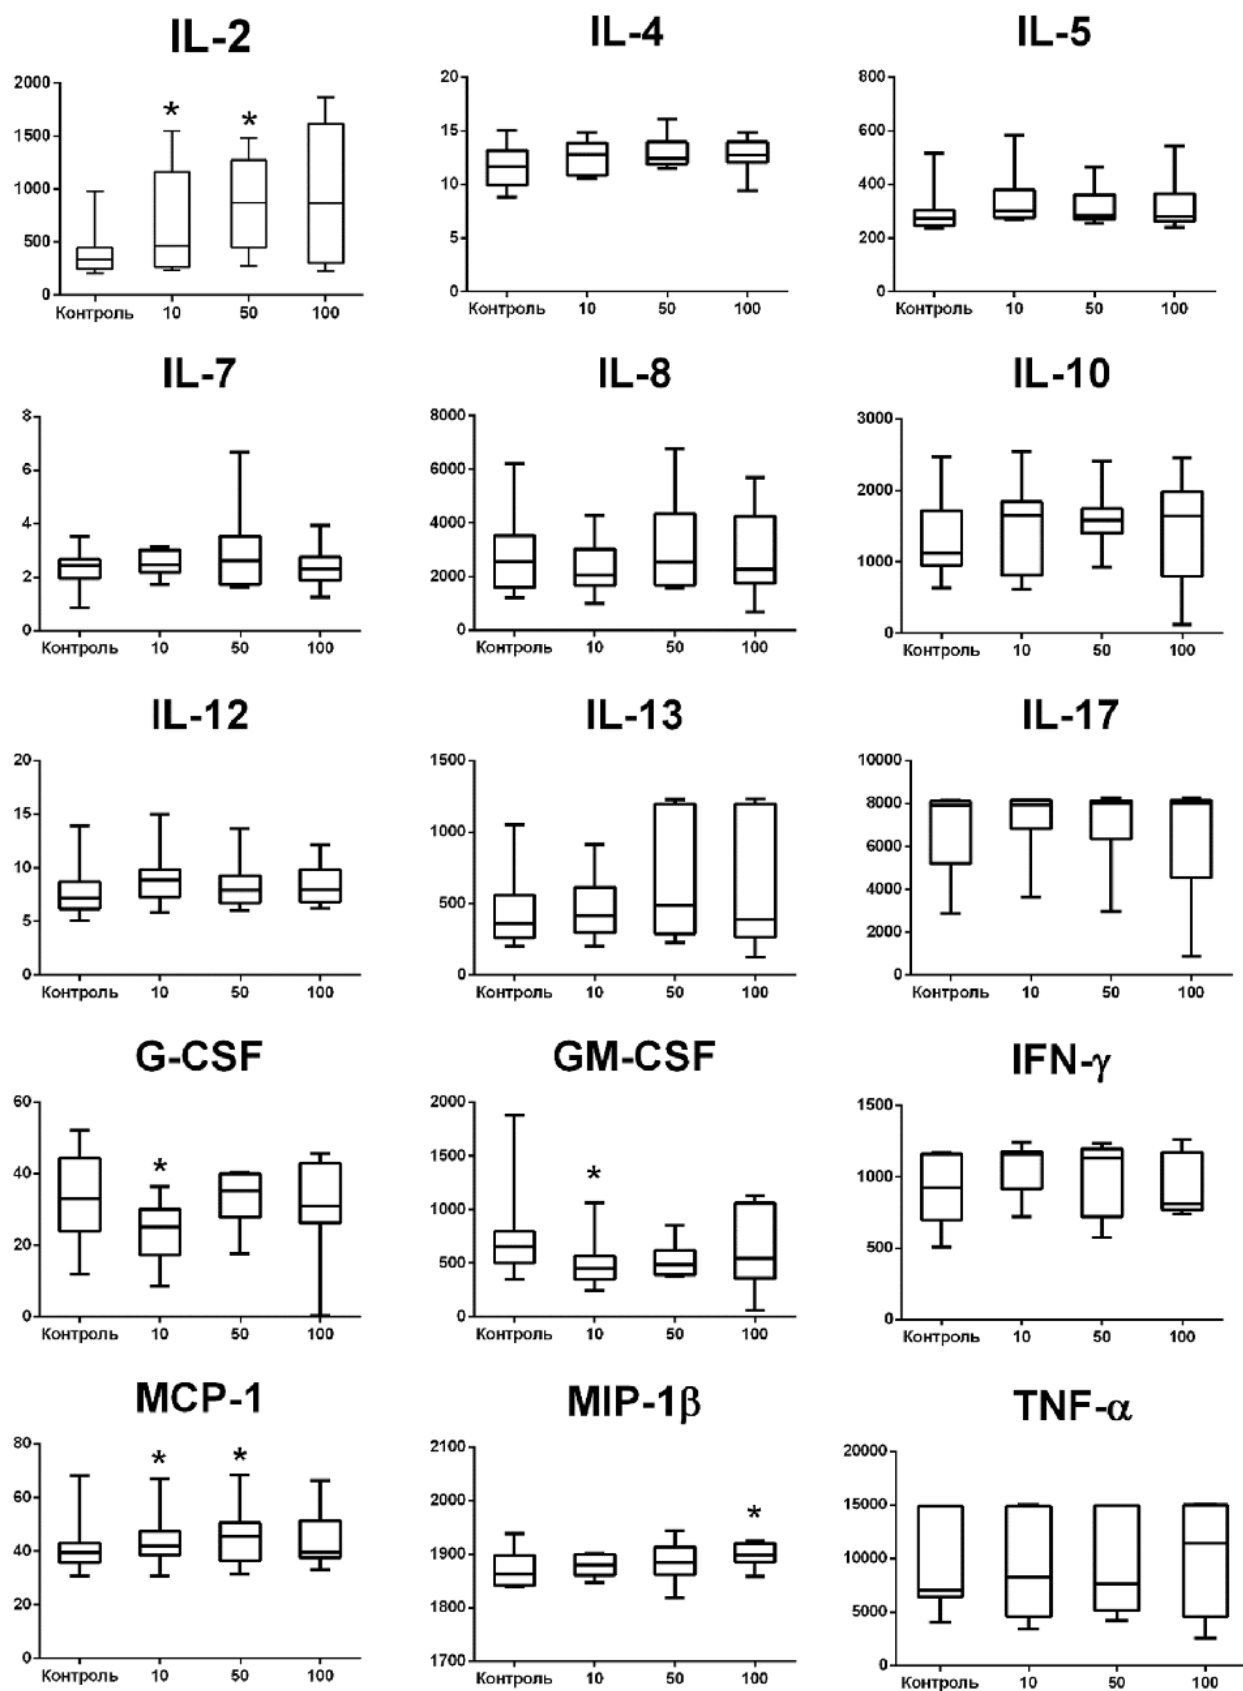 IL-2 IL-4 IL-5
2000 20 800
1500 * * 15 600
1000 10 400
500 5 200
0 0 0
Контроль 10 50 100 Контроль 10 50 100 Контроль 10 50 100
IL-7 IL-8 IL-10
8 8000 3000
6 6000 2000
4 4000 1000
2 2000 0
0 0
Контроль 10 50 100 Контроль 10 50 100 Контроль 10 50 100
IL-12 IL-13 IL-17
20 1500 10000
15 1000 8000
10 500 6000
5 0 4000
0 2000
0
Контроль 10 50 100 Контроль 10 50 100 Контроль 10 50 100
G-CSF GM-CSF IFN-γ
60 2000 1500
40 * 1500 * 1000
20 1000 500
0 500 0
0
Контроль 10 50 100 Контроль 10 50 100 Контроль 10 50 100
MCP-1 MIP-1β TNF-α
80 * * 2100 20000
60 2000 * 15000
40 1900 10000
20 1800 5000
0 1700 0
Контроль 10 50 100 Контроль 10 50 100 Контроль 10 50 100